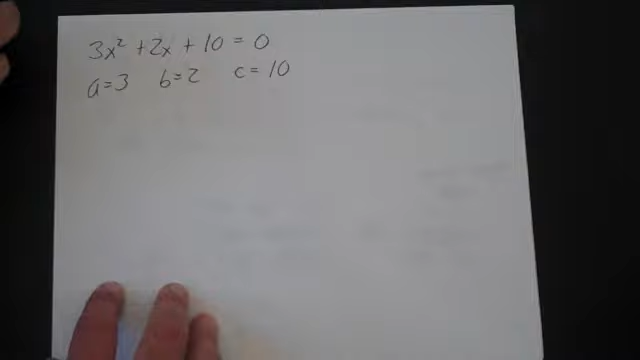 3x² + 2x + 10 = 0
a = 3 b = 2 c = 10